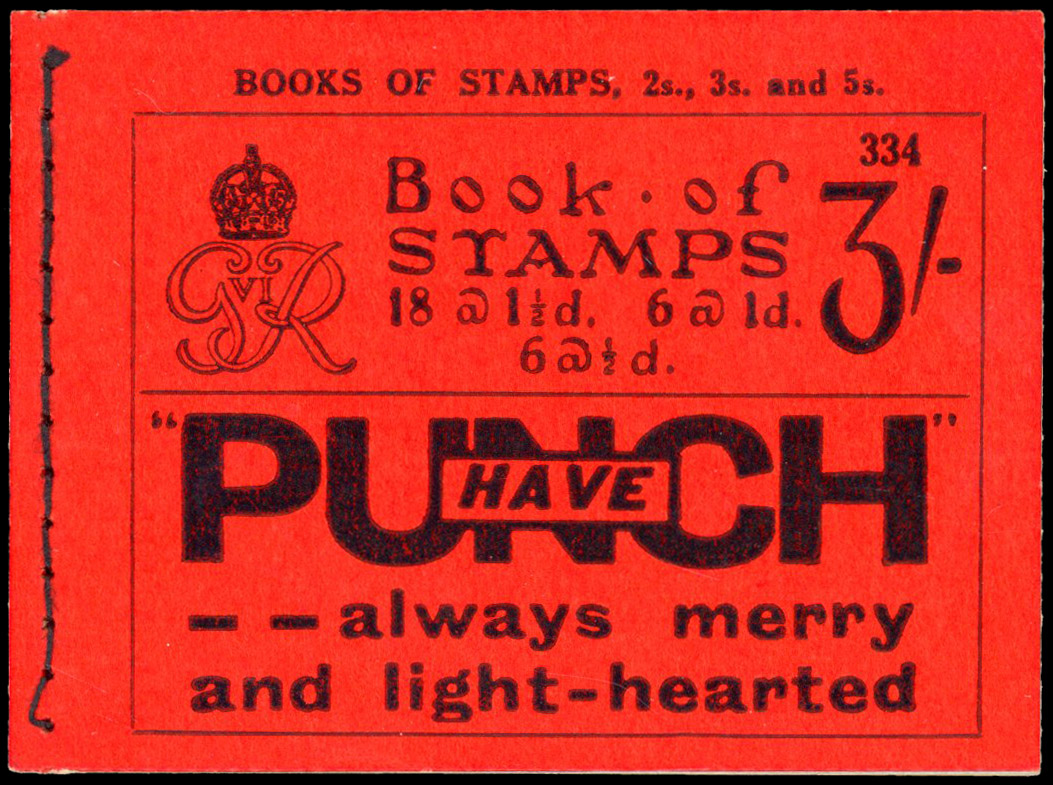 BOOKS OF STAMPS, 2s., 3s. and 5s.
334
GVIR
Book · of
STAMPS
3/-
18 @ 1½d. 6 @ 1d.
6 @ ½d.
"PUNCH"
HAVE
— — always merry
and light-hearted